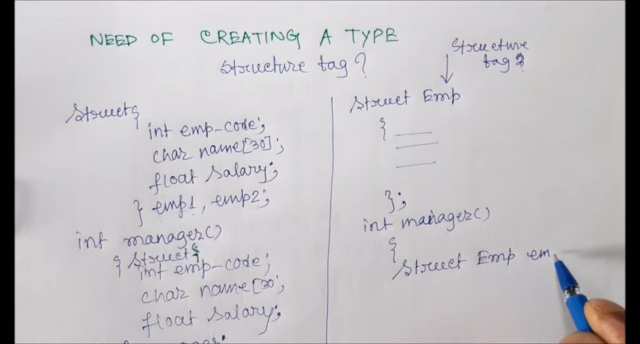 NEED OF CREATING A TYPE
Structure tag?
Struct{
int emp-code;
char name[30];
float salary;
} emp1, emp2;
int manager()
{ Struct{
int emp-code;
char name[30;
float salary;
Structure
tag?
Struct Emp
{
};
int manager()
{
Struct Emp em